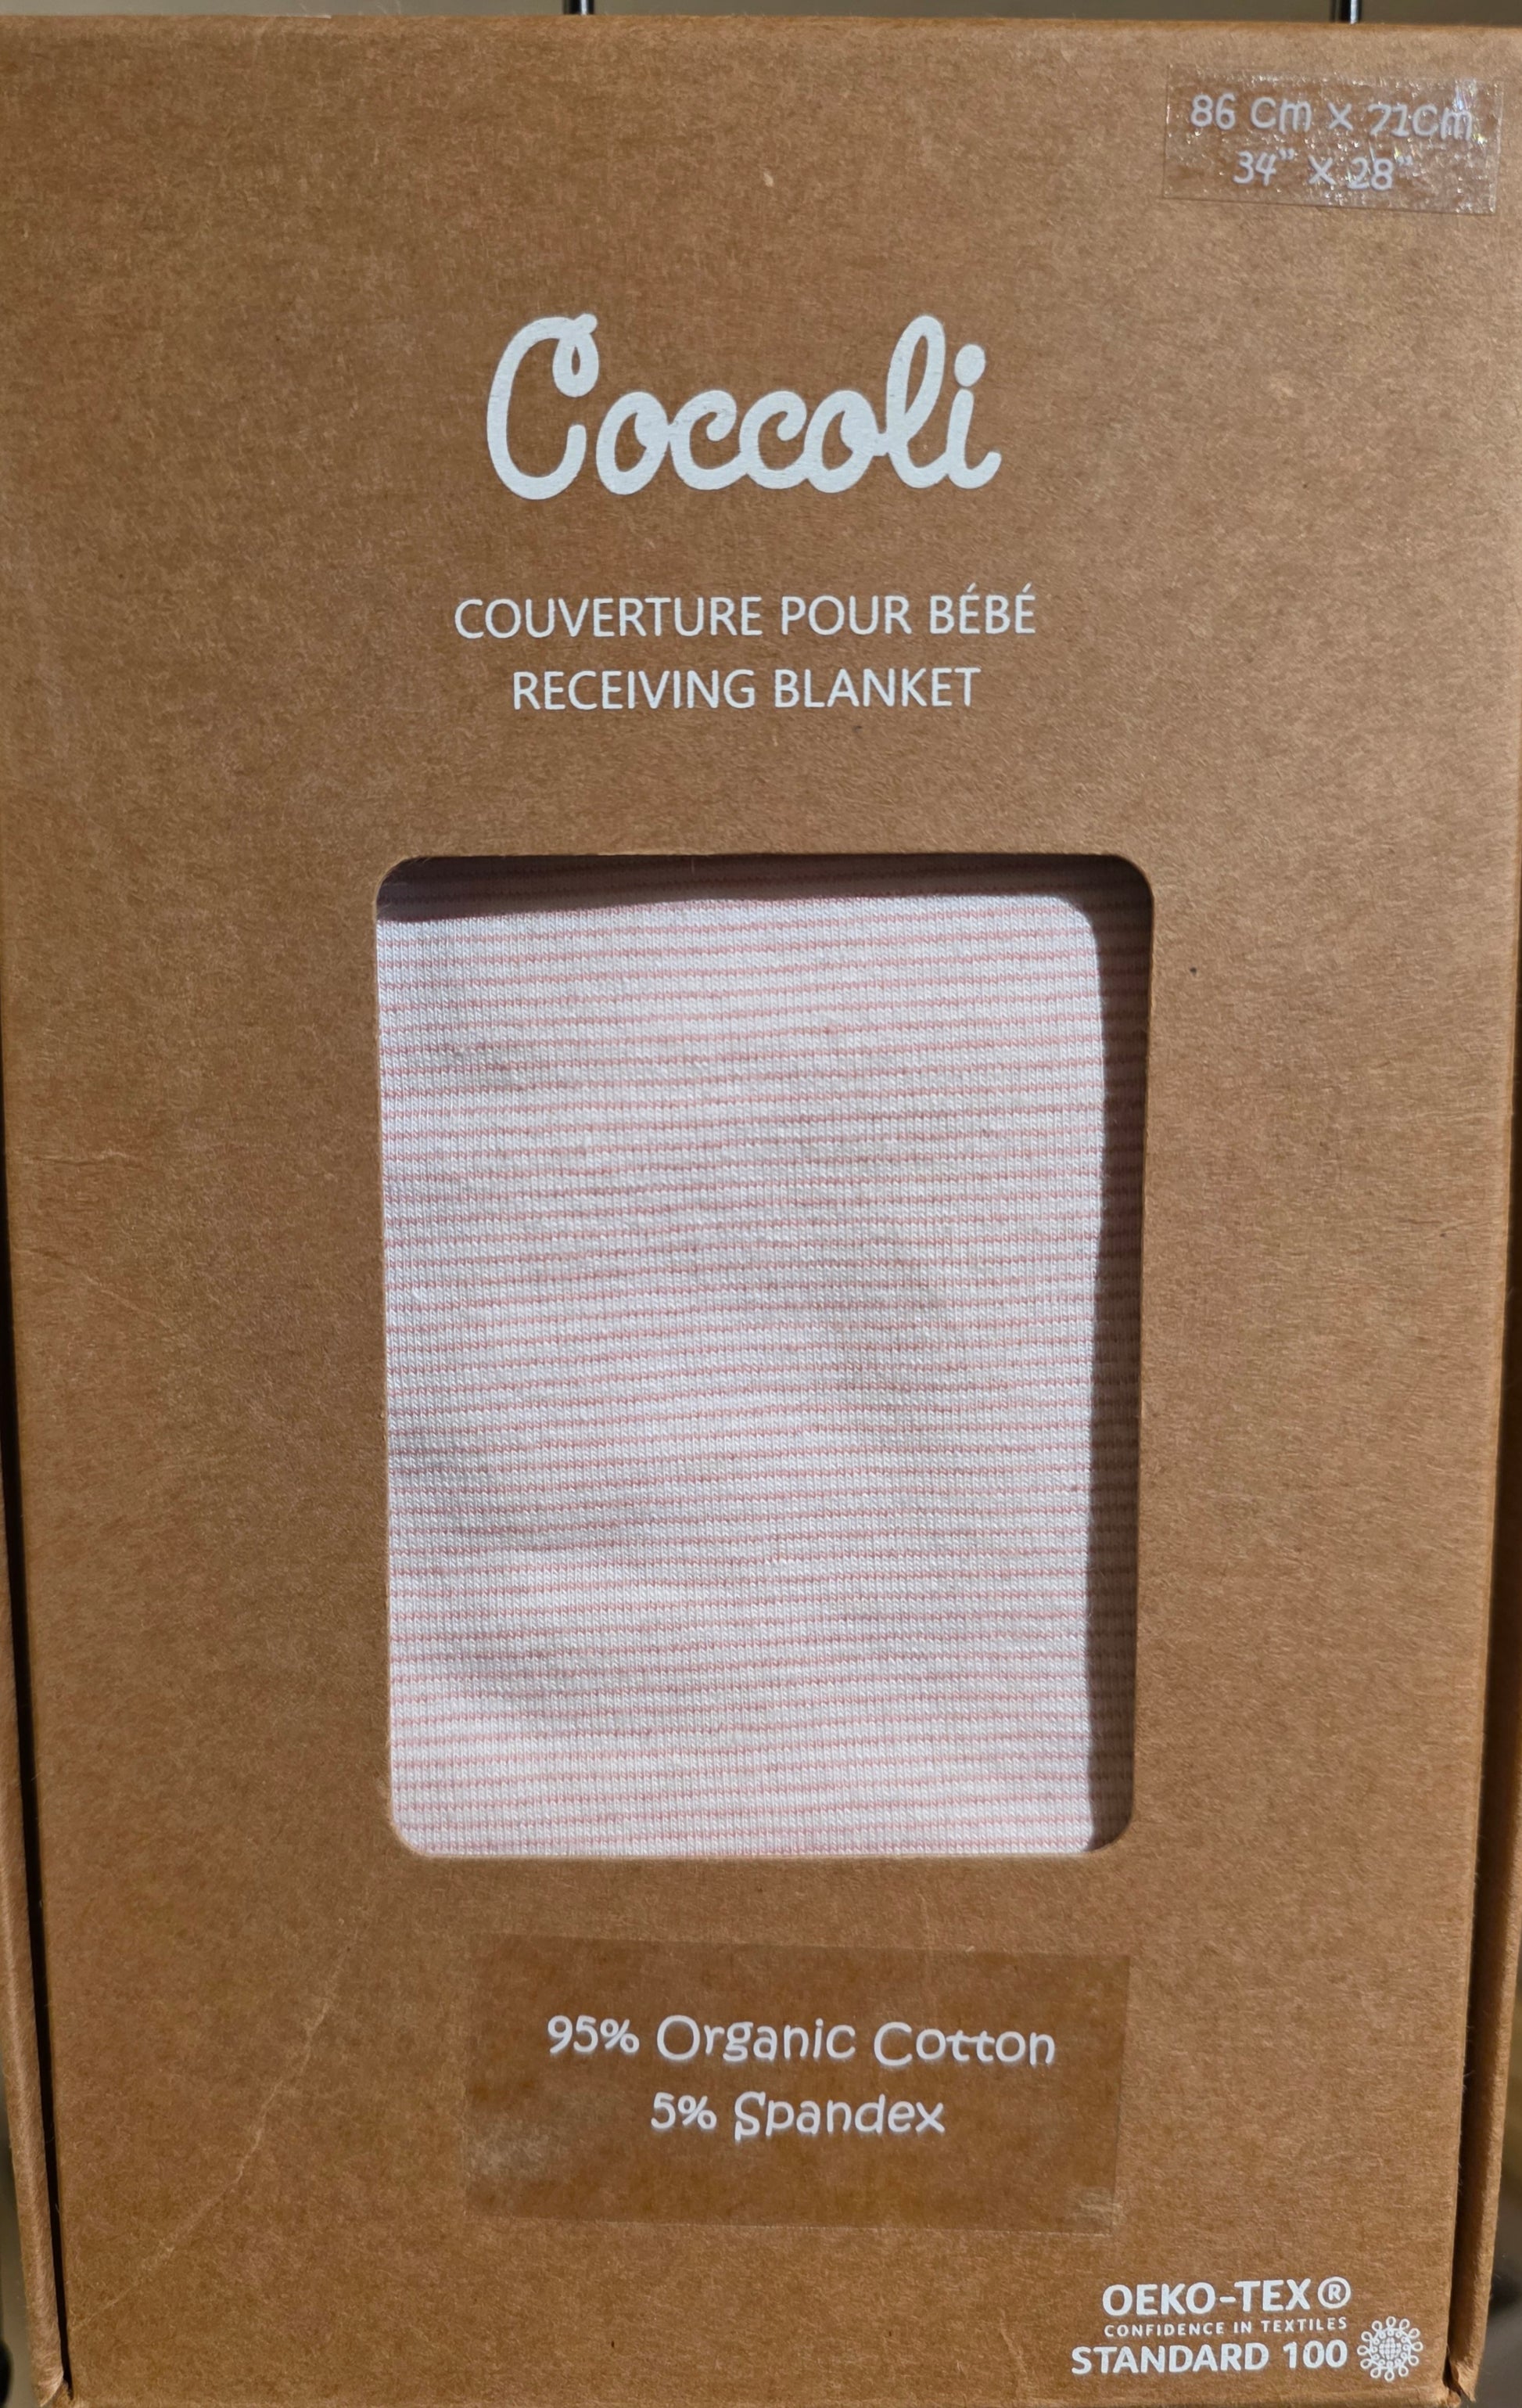 86 Cm x 71Cm
34" x 28"
Coccoli
COUVERTURE POUR BÉBÉ
RECEIVING BLANKET
95% Organic Cotton
5% Spandex
OEKO-TEX®
CONFIDENCE IN TEXTILES
STANDARD 100